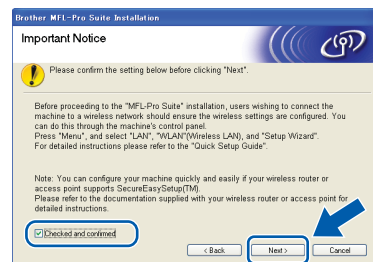 Brother MFL-Pro Suite Installation
Important Notice
Please confirm the setting below before clicking "Next".
Before proceeding to the "MFL-Pro Suite" installation, users wishing to connect the
machine to a wireless network should ensure the wireless settings are configured. You
can do this through the machine's control panel.
Press "Menu", and select "LAN", "WLAN"(Wireless LAN), and "Setup Wizard".
For detailed instructions please refer to the "Quick Setup Guide".
Note: You can configure your machine quickly and easily if your wireless router or
access point supports SecureEasySetup(TM).
Please refer to the documentation supplied with your wireless router or access point for
detailed instructions.
Checked and confirmed
< Back
Next >
Cancel